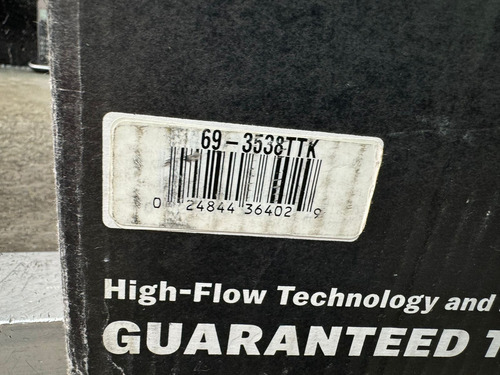 69-3538TTK
0 24844 36402 9
High-Flow Technology and
GUARANTEED